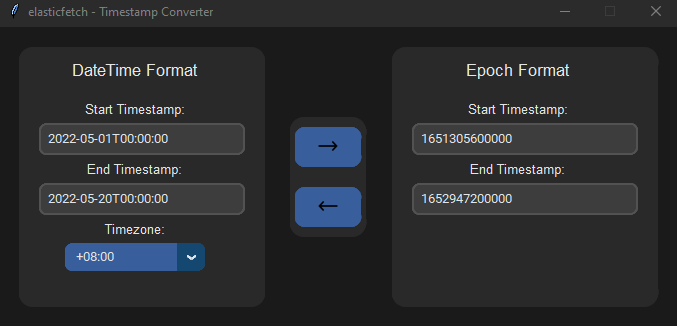 elasticfetch - Timestamp Converter
DateTime Format
Start Timestamp:
2022-05-01T00:00:00
End Timestamp:
2022-05-20T00:00:00
Timezone:
+08:00
→
←
Epoch Format
Start Timestamp:
1651305600000
End Timestamp:
1652947200000